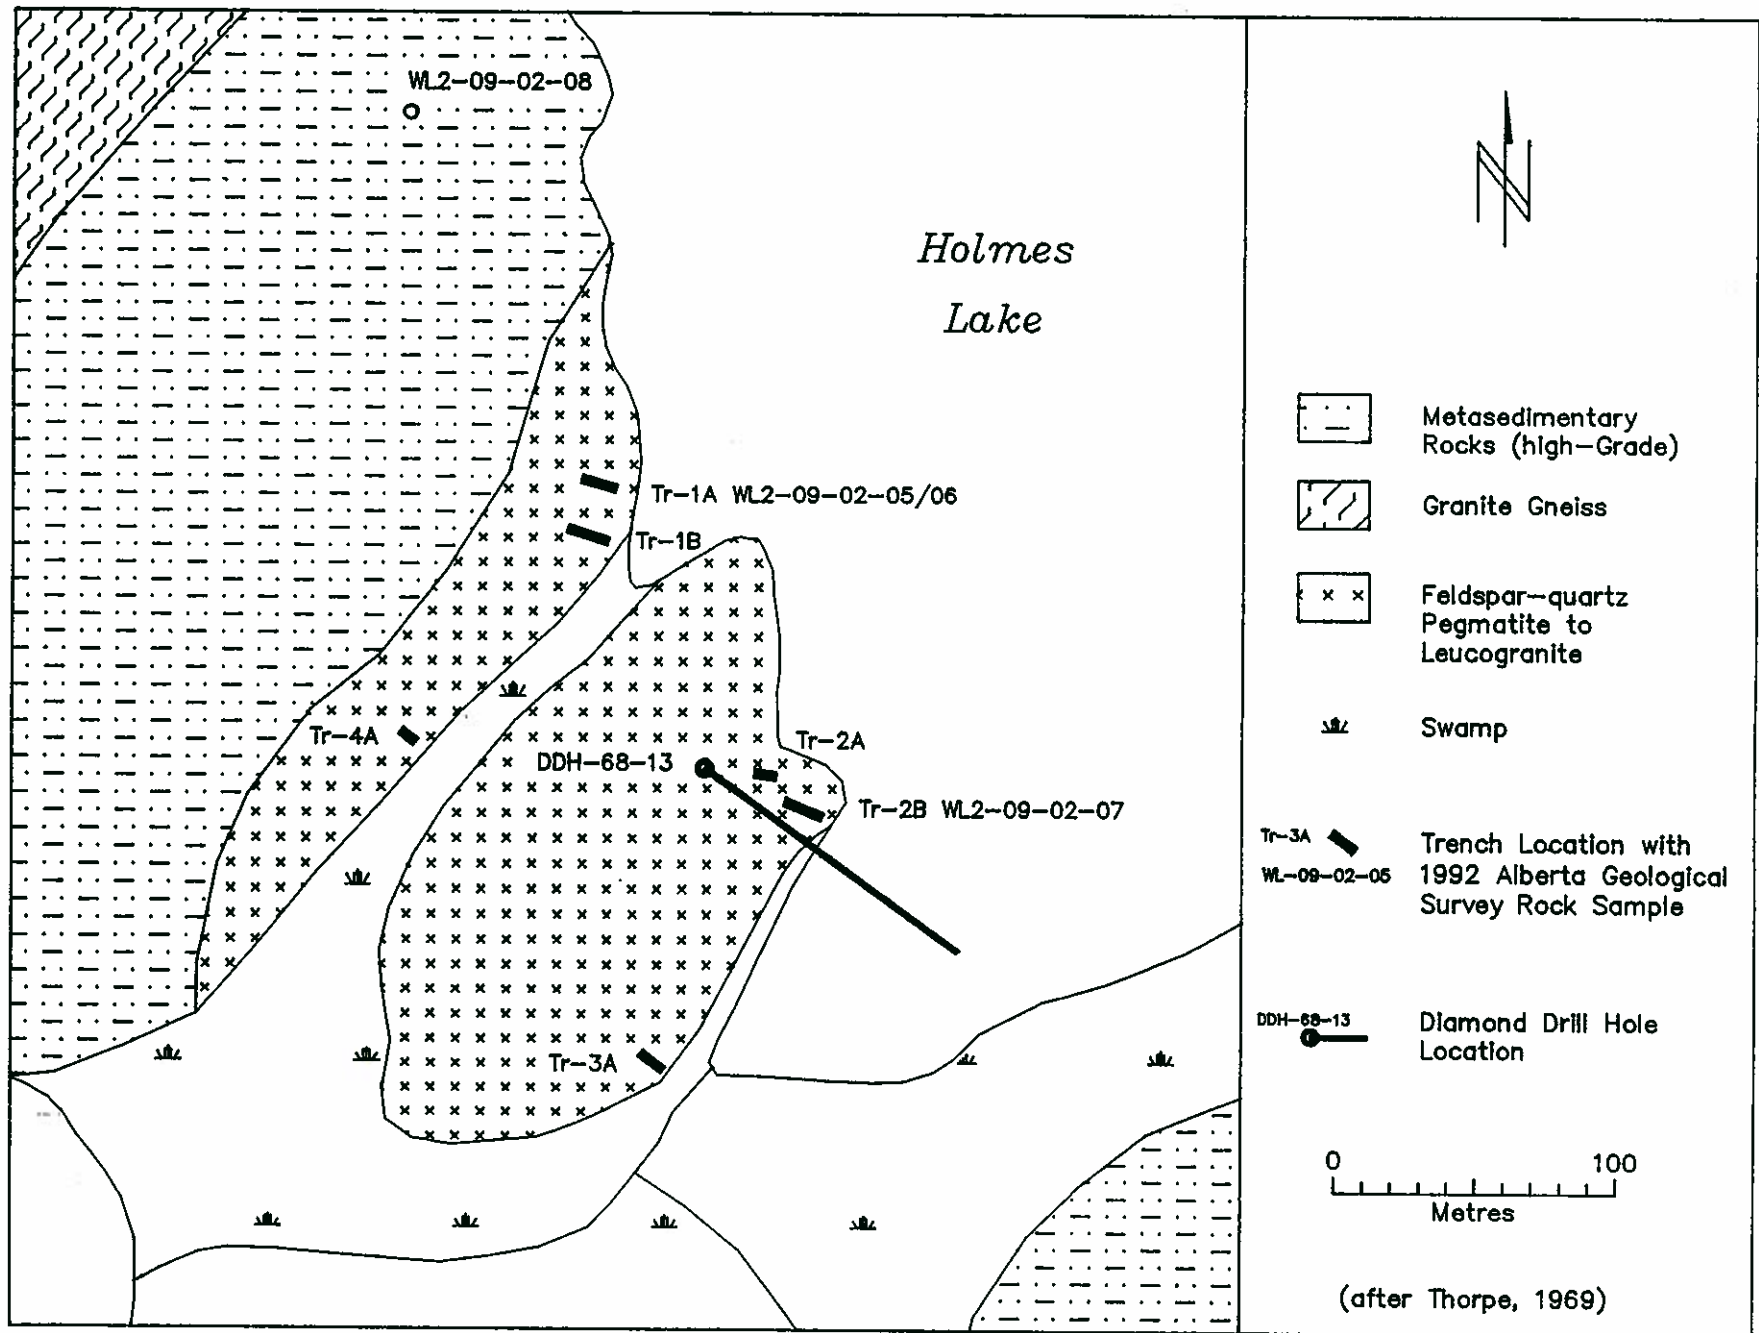 WL2-09-02-08
Holmes
Lake
Tr-1A WL2-09-02-05/06
Tr-1B
Tr-4A
DDH-68-13
Tr-2A
Tr-2B WL2-09-02-07
Tr-3A
N
Metasedimentary
Rocks (high-Grade)
Granite Gneiss
Feldspar-quartz
Pegmatite to
Leucogranite
Swamp
Tr-3A
WL-09-02-05
Trench Location with
1992 Alberta Geological
Survey Rock Sample
DDH-68-13
Diamond Drill Hole
Location
0 100
Metres
(after Thorpe, 1969)